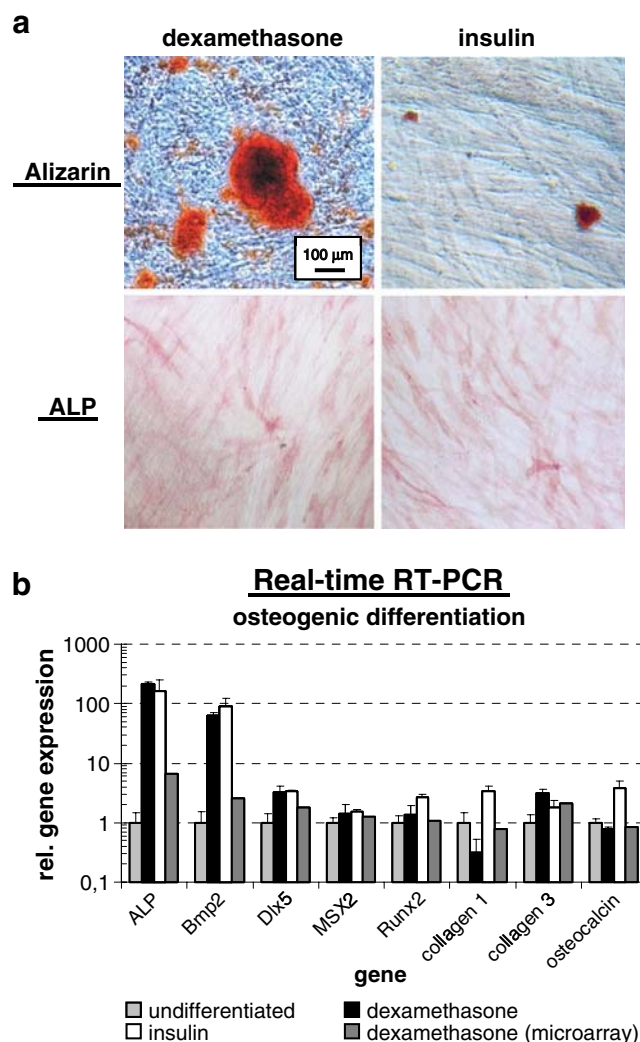 a
dexamethasone insulin
Alizarin
100 µm
ALP
b
Real-time RT-PCR
osteogenic differentiation
rel. gene expression
1000
100
10
1
0,1
ALP
Bmp2
Dlx5
MSX2
Runx2
collagen 1
collagen 3
osteocalcin
gene
undifferentiated dexamethasone
insulin dexamethasone (microarray)